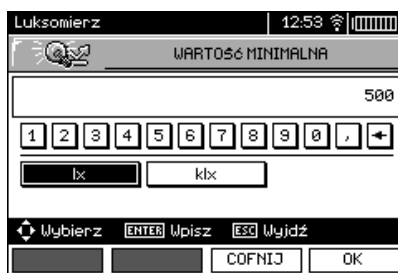 Luksomierz 12:53
WARTOŚĆ MINIMALNA
500
1 2 3 4 5 6 7 8 9 0 ,
lx klx
Wybierz ENTER Wpisz ESC Wyjdź
COFNIJ OK